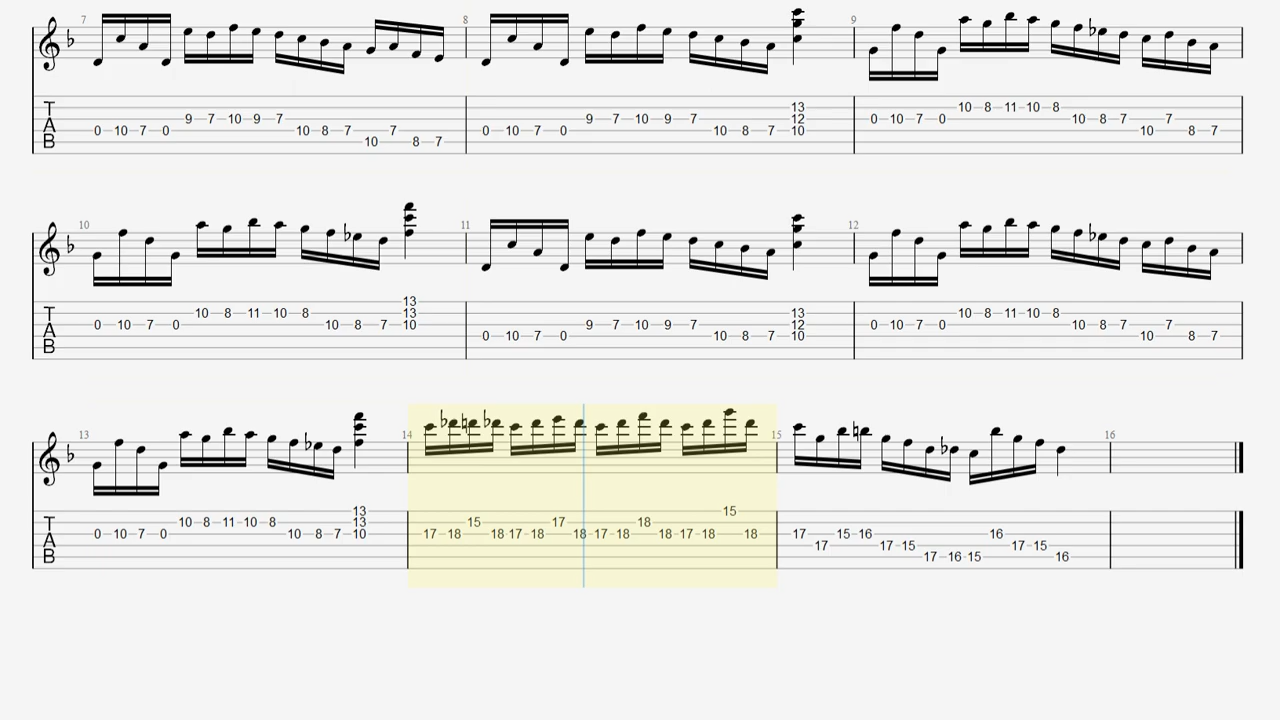 7 8 9
13
10 8 11 10 8
9 7 10 9 7 9 7 10 9 7 12 0 10 7 0 10 8 7 7
T A B 0 10 7 0 10 8 7 7 0 10 7 0 10 8 7 10 10 8 7
10 8 7
10 11 12
13
10 8 11 10 8 13 13 10 8 11 10 8
0 10 7 0 10 8 7 10 9 7 10 9 7 12 0 10 7 0 10 8 7 7
T A B 0 10 7 0 10 8 7 10 10 8 7
13 14 15 16
13 15
10 8 11 10 8 13 15 17 18
0 10 7 0 10 8 7 10 17 18 18 17 18 18 17 18 18 17 18 18 17 15 16 16
T A B 17 17 15 17 15
17 16 15 16